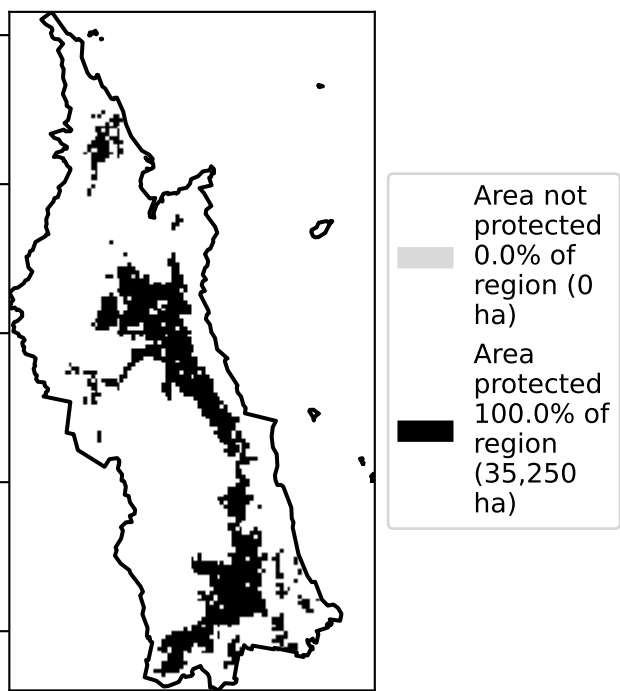 Area not
protected
0.0% of
region (0
ha)
Area
protected
100.0% of
region
(35,250
ha)